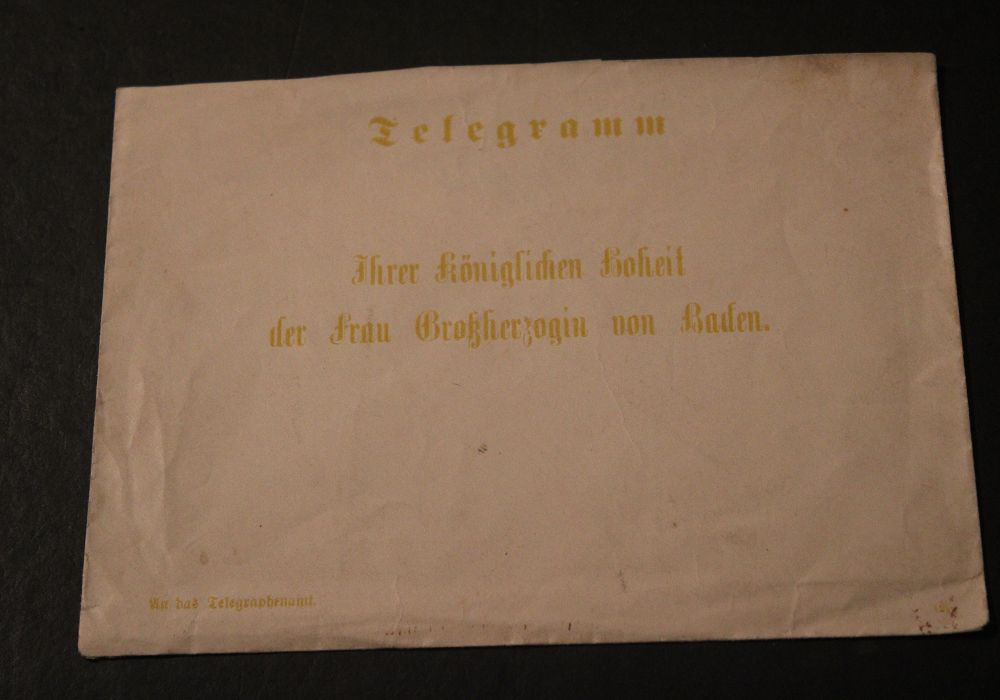 Telegramm
Ihrer Königlichen Hoheit
der Frau Großherzogin von Baden.
An das Telegraphenamt.